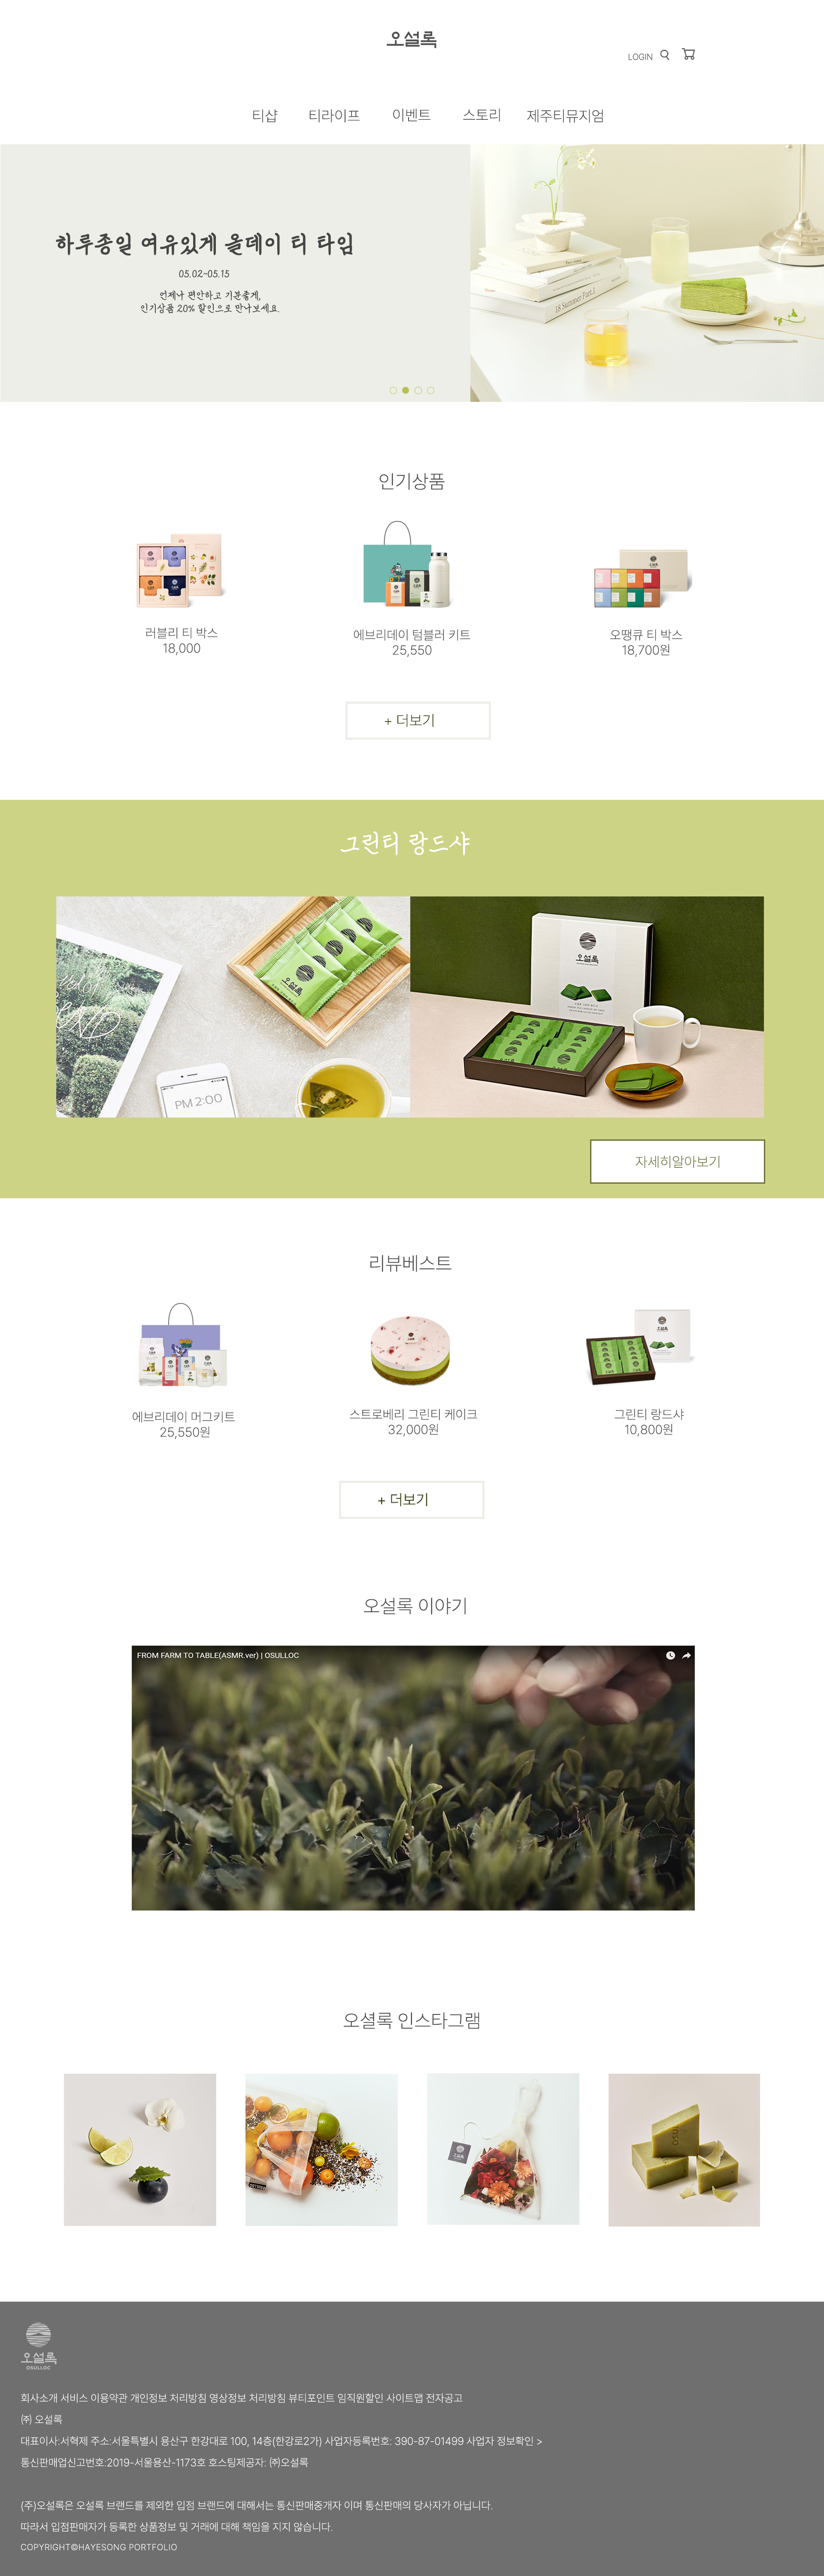 오설록
LOGIN
티샵 티라이프 이벤트 스토리 제주티뮤지엄
하루종일 여유있게 올데이 티 타임
05.02~05.15
언제나 편안하고 기분좋게,
인기상품 20% 할인으로 만나보세요.
18 Summer Part.1
인기상품
러블리 티 박스
18,000
에브리데이 텀블러 키트
25,550
오땡큐 티 박스
18,700원
+ 더보기
그린티 랑드샤
오설록
오설록
PM 2:00
자세히알아보기
리뷰베스트
에브리데이 머그키트
25,550원
스트로베리 그린티 케이크
32,000원
그린티 랑드샤
10,800원
+ 더보기
오설록 이야기
FROM FARM TO TABLE(ASMR.ver) | OSULLOC
오셜록 인스타그램
오설록
OSULLOC
회사소개 서비스 이용약관 개인정보 처리방침 영상정보 처리방침 뷰티포인트 임직원할인 사이트맵 전자공고
㈜ 오설록
대표이사:서혁제 주소:서울특별시 용산구 한강대로 100, 14층(한강로2가) 사업자등록번호: 390-87-01499 사업자 정보확인 >
통신판매업신고번호:2019-서울용산-1173호 호스팅제공자: ㈜오설록
(주)오설록은 오설록 브랜드를 제외한 입점 브랜드에 대해서는 통신판매중개자 이며 통신판매의 당사자가 아닙니다.
따라서 입점판매자가 등록한 상품정보 및 거래에 대해 책임을 지지 않습니다.
COPYRIGHT©HAYESONG PORTFOLIO